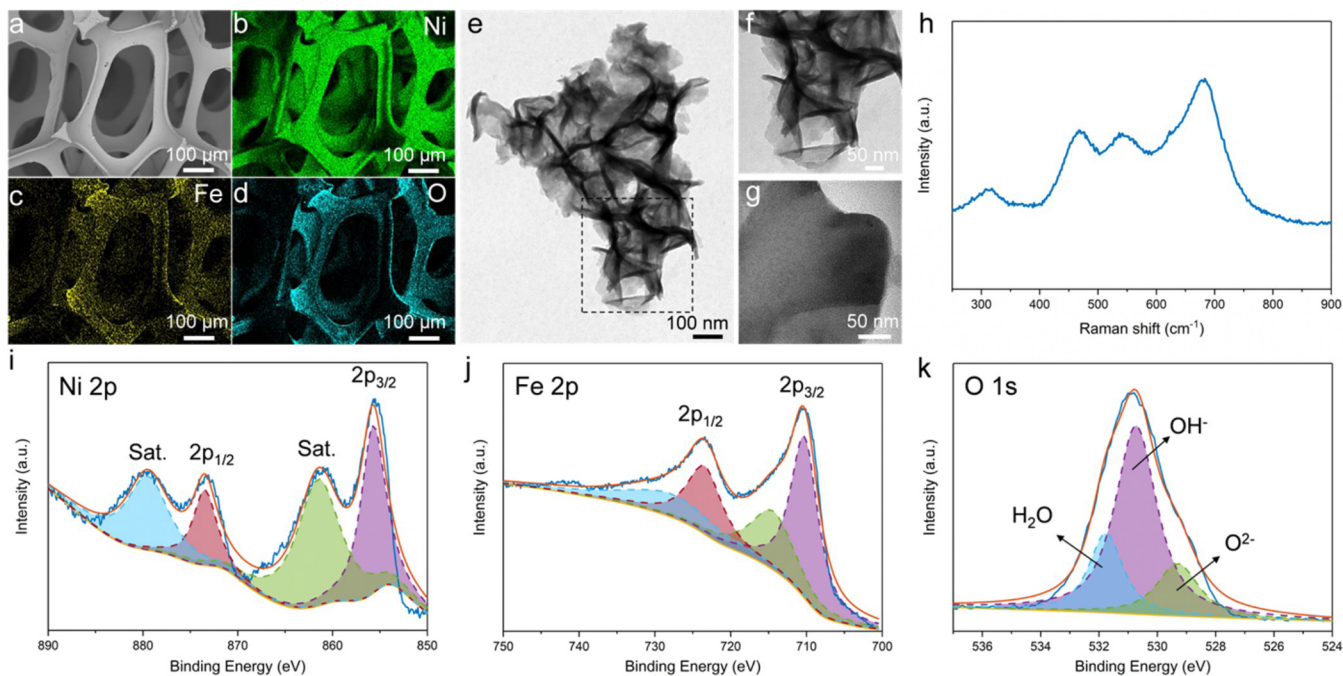 a
100 μm
b
Ni
100 μm
c
Fe
100 μm
d
O
100 μm
e
100 nm
f
50 nm
g
50 nm
h
Intensity (a.u.)
300 400 500 600 700 800 900
Raman shift (cm⁻¹)
i
Ni 2p
Sat.
2p₁/₂
Sat.
2p₃/₂
Intensity (a.u.)
890 880 870 860 850
Binding Energy (eV)
j
Fe 2p
2p₁/₂
2p₃/₂
Intensity (a.u.)
750 740 730 720 710 700
Binding Energy (eV)
k
O 1s
OH⁻
H₂O
O²⁻
Intensity (a.u.)
536 534 532 530 528 526 524
Binding Energy (eV)